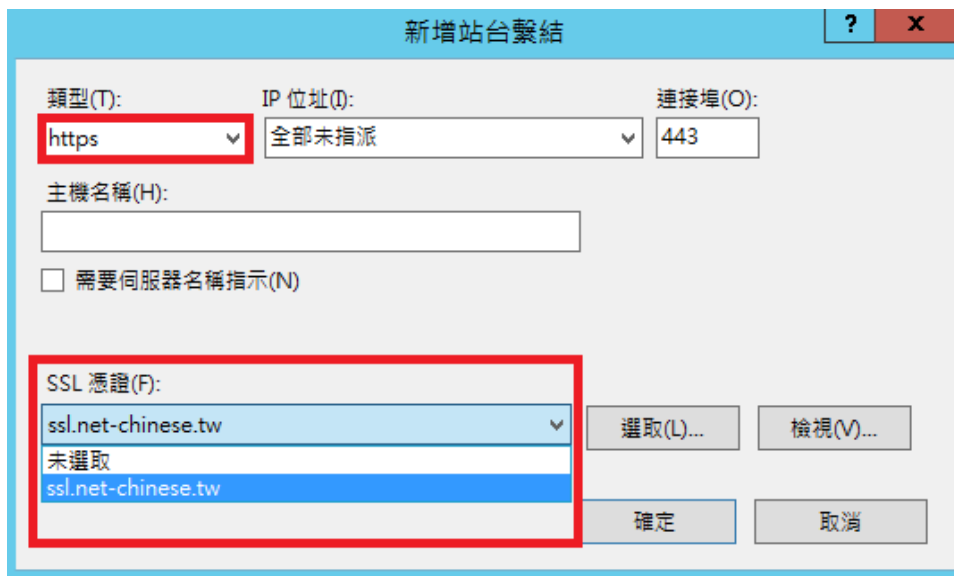 新增站台繫結
?
x
類型(T):
IP 位址(I):
連接埠(O):
https
全部未指派
443
主機名稱(H):
需要伺服器名稱指示(N)
SSL 憑證(F):
ssl.net-chinese.tw
選取(L)...
檢視(V)...
未選取
ssl.net-chinese.tw
確定
取消